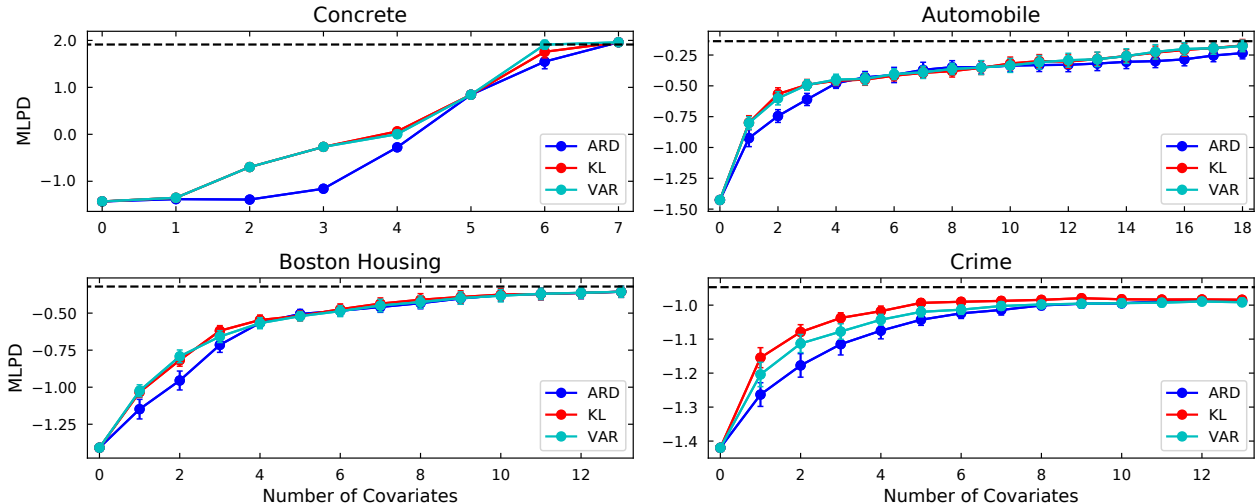 Concrete
MLPD
2.0
1.0
0.0
−1.0
0 1 2 3 4 5 6 7
ARD
KL
VAR
Automobile
−0.25
−0.50
−0.75
−1.00
−1.25
−1.50
0 2 4 6 8 10 12 14 16 18
ARD
KL
VAR
Boston Housing
MLPD
−0.50
−0.75
−1.00
−1.25
0 2 4 6 8 10 12
Number of Covariates
ARD
KL
VAR
Crime
−1.0
−1.1
−1.2
−1.3
−1.4
0 2 4 6 8 10 12
Number of Covariates
ARD
KL
VAR